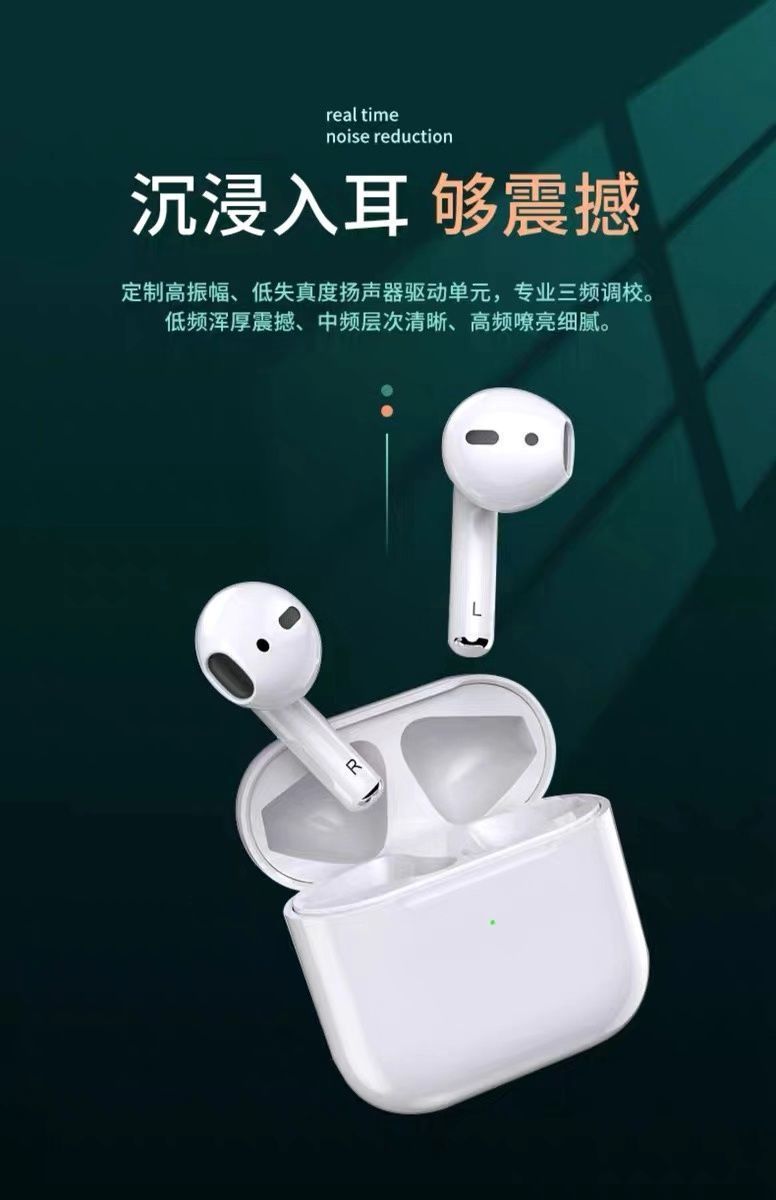 real time
noise reduction
沉浸入耳 够震撼
定制高振幅、低失真度扬声器驱动单元，专业三频调校。
低频浑厚震撼、中频层次清晰、高频嘹亮细腻。
L
R